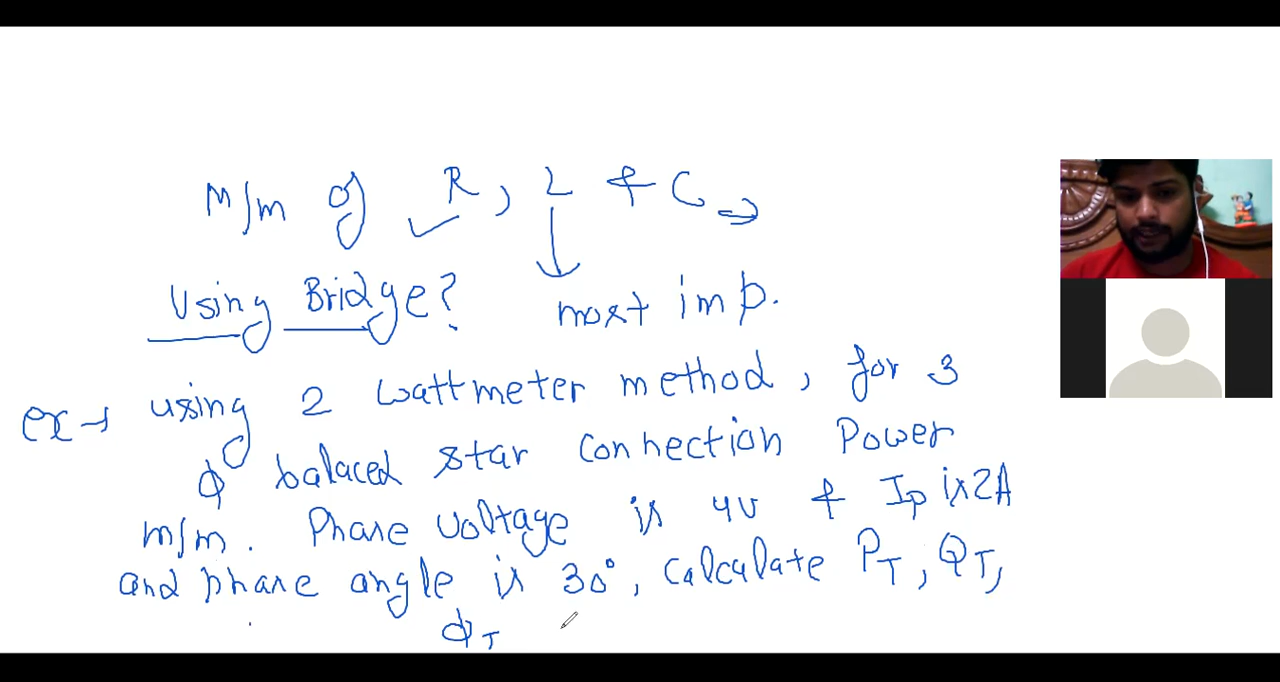 M/m of R, L & C →
Using Bridge? most imp.
ex → using 2 wattmeter method, for 3
ϕ balaced star Connection Power
m/m. Phase voltage is 4V & Ip is 2A
and phase angle is 30°, Calculate PT, QT,
ϕT